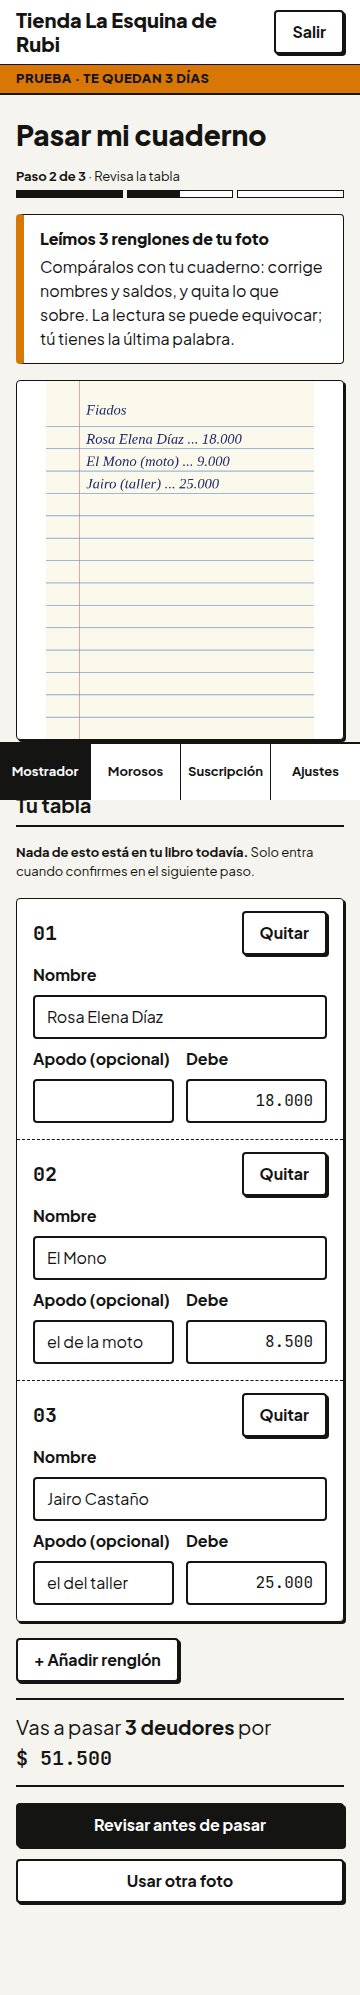 Tienda La Esquina de
Rubi
Salir
PRUEBA · TE QUEDAN 3 DÍAS
Pasar mi cuaderno
Paso 2 de 3 · Revisa la tabla
Leímos 3 renglones de tu foto
Compáralos con tu cuaderno: corrige
nombres y saldos, y quita lo que
sobre. La lectura se puede equivocar;
tú tienes la última palabra.
Fiados
Rosa Elena Díaz ... 18.000
El Mono (moto) ... 9.000
Jairo (taller) ... 25.000
Mostrador
Morosos
Suscripción
Ajustes
Tu tabla
Nada de esto está en tu libro todavía. Solo entra
cuando confirmes en el siguiente paso.
01
Quitar
Nombre
Rosa Elena Díaz
Apodo (opcional) Debe
18.000
02
Quitar
Nombre
El Mono
Apodo (opcional) Debe
el de la moto 8.500
03
Quitar
Nombre
Jairo Castaño
Apodo (opcional) Debe
el del taller 25.000
+ Añadir renglón
Vas a pasar 3 deudores por
$ 51.500
Revisar antes de pasar
Usar otra foto